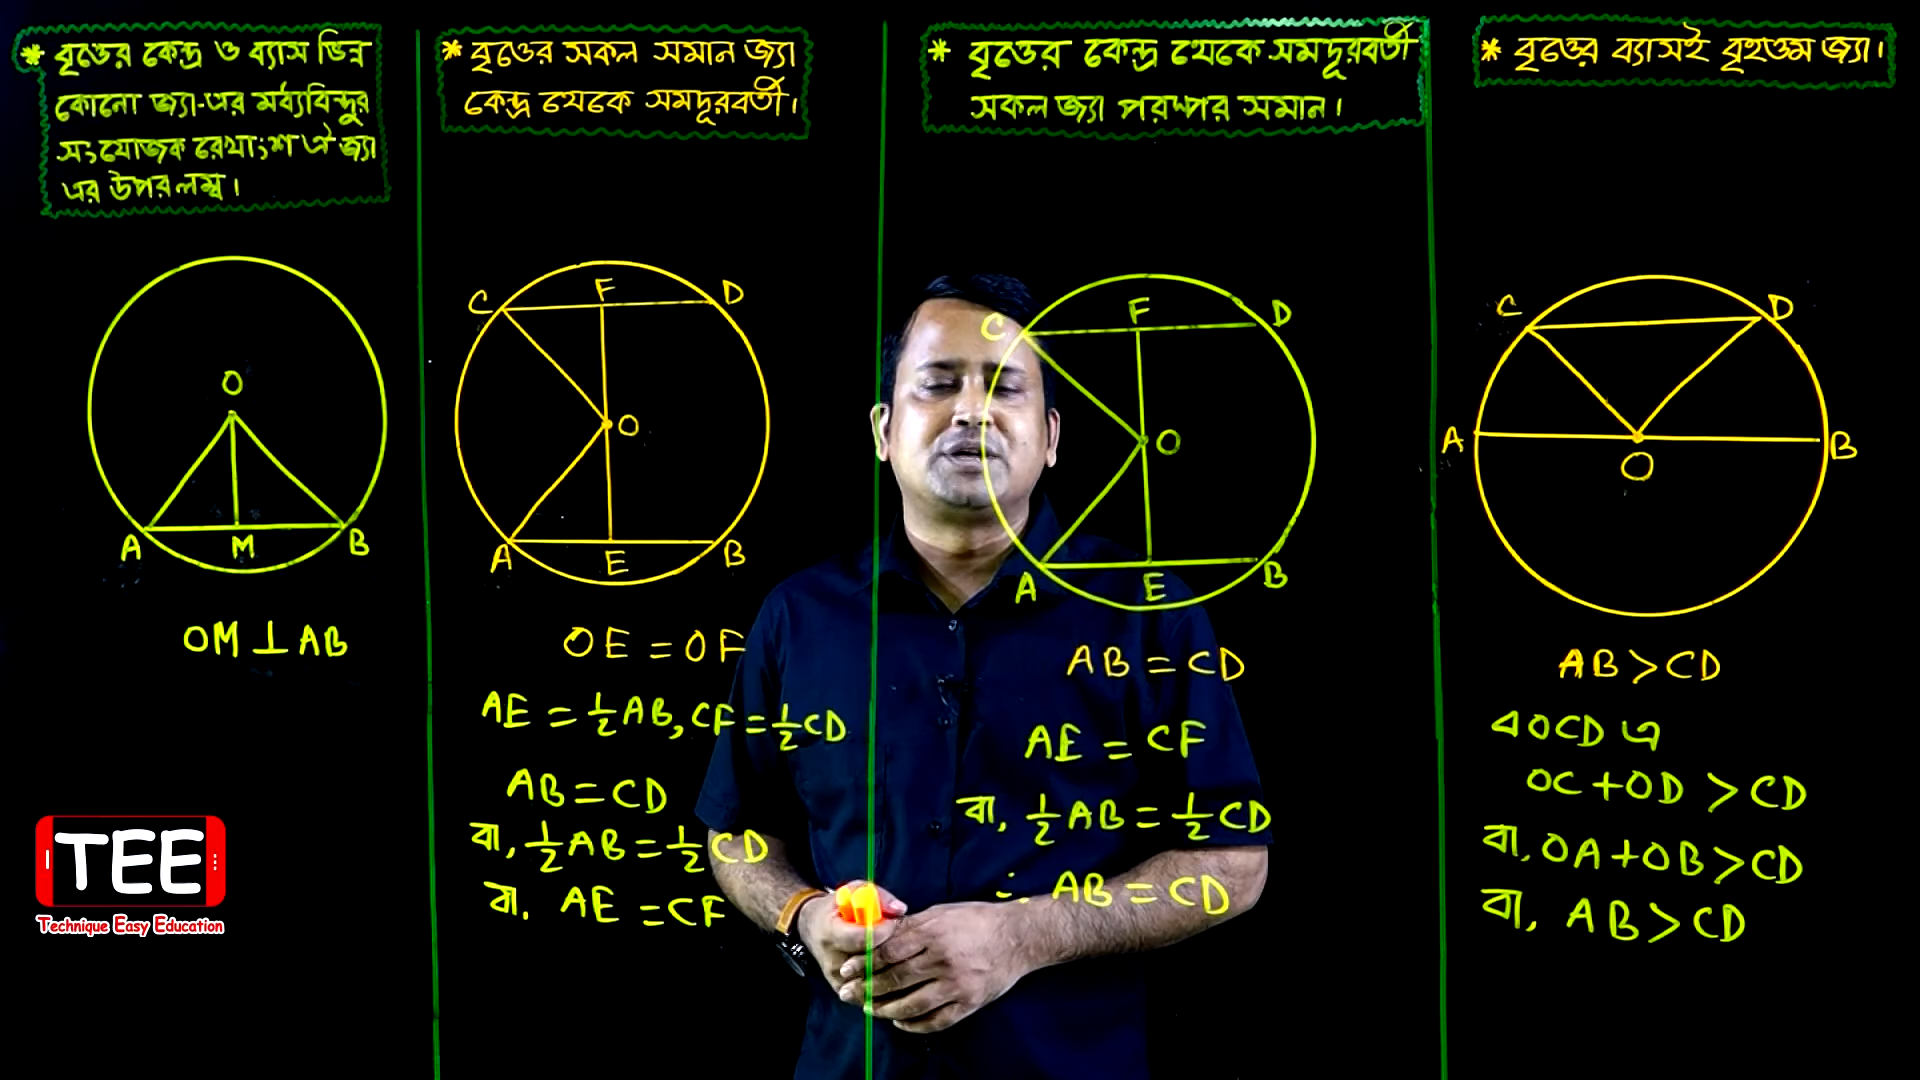 * বৃত্তের কেন্দ্র ও ব্যাস ভিন্ন
কোনো জ্যা-এর মধ্যবিন্দুর
সংযোজক রেখাংশ ঐ জ্যা
এর উপর লম্ব।
O
A
M
B
OM ⊥ AB
* বৃত্তের সকল সমান জ্যা
কেন্দ্র থেকে সমদূরবর্তী।
C
F
D
O
A
E
B
OE = OF
AE = ½AB, CF = ½CD
AB = CD
বা, ½AB = ½CD
বা, AE = CF
* বৃত্তের কেন্দ্র থেকে সমদূরবর্তী
সকল জ্যা পরষ্পর সমান।
C
F
D
O
A
E
B
AB = CD
AE = CF
বা, ½AB = ½CD
∴ AB = CD
* বৃত্তের ব্যাসই বৃহত্তম জ্যা।
C
D
A
B
O
AB > CD
△OCD এ
OC + OD > CD
বা, OA + OB > CD
বা, AB > CD
TEE
Technique Easy Education